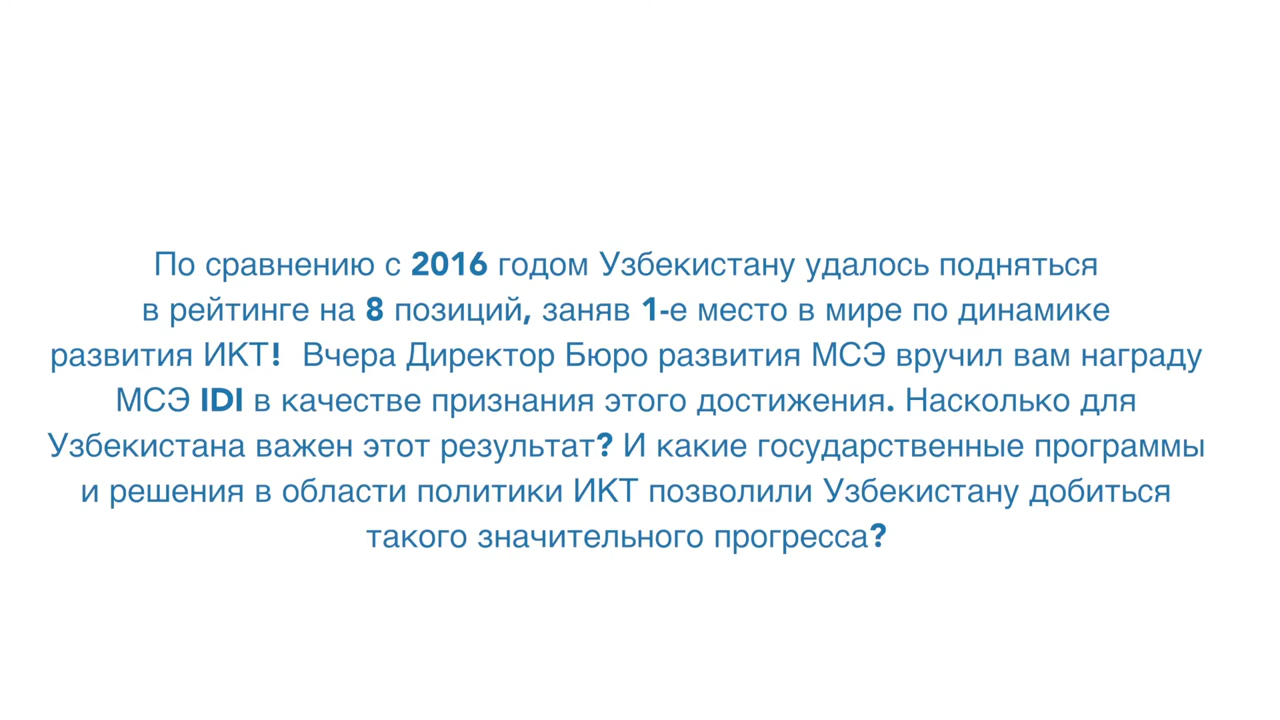 По сравнению с 2016 годом Узбекистану удалось подняться
в рейтинге на 8 позиций, заняв 1-е место в мире по динамике
развития ИКТ!  Вчера Директор Бюро развития МСЭ вручил вам награду
МСЭ IDI в качестве признания этого достижения. Насколько для
Узбекистана важен этот результат? И какие государственные программы
и решения в области политики ИКТ позволили Узбекистану добиться
такого значительного прогресса?